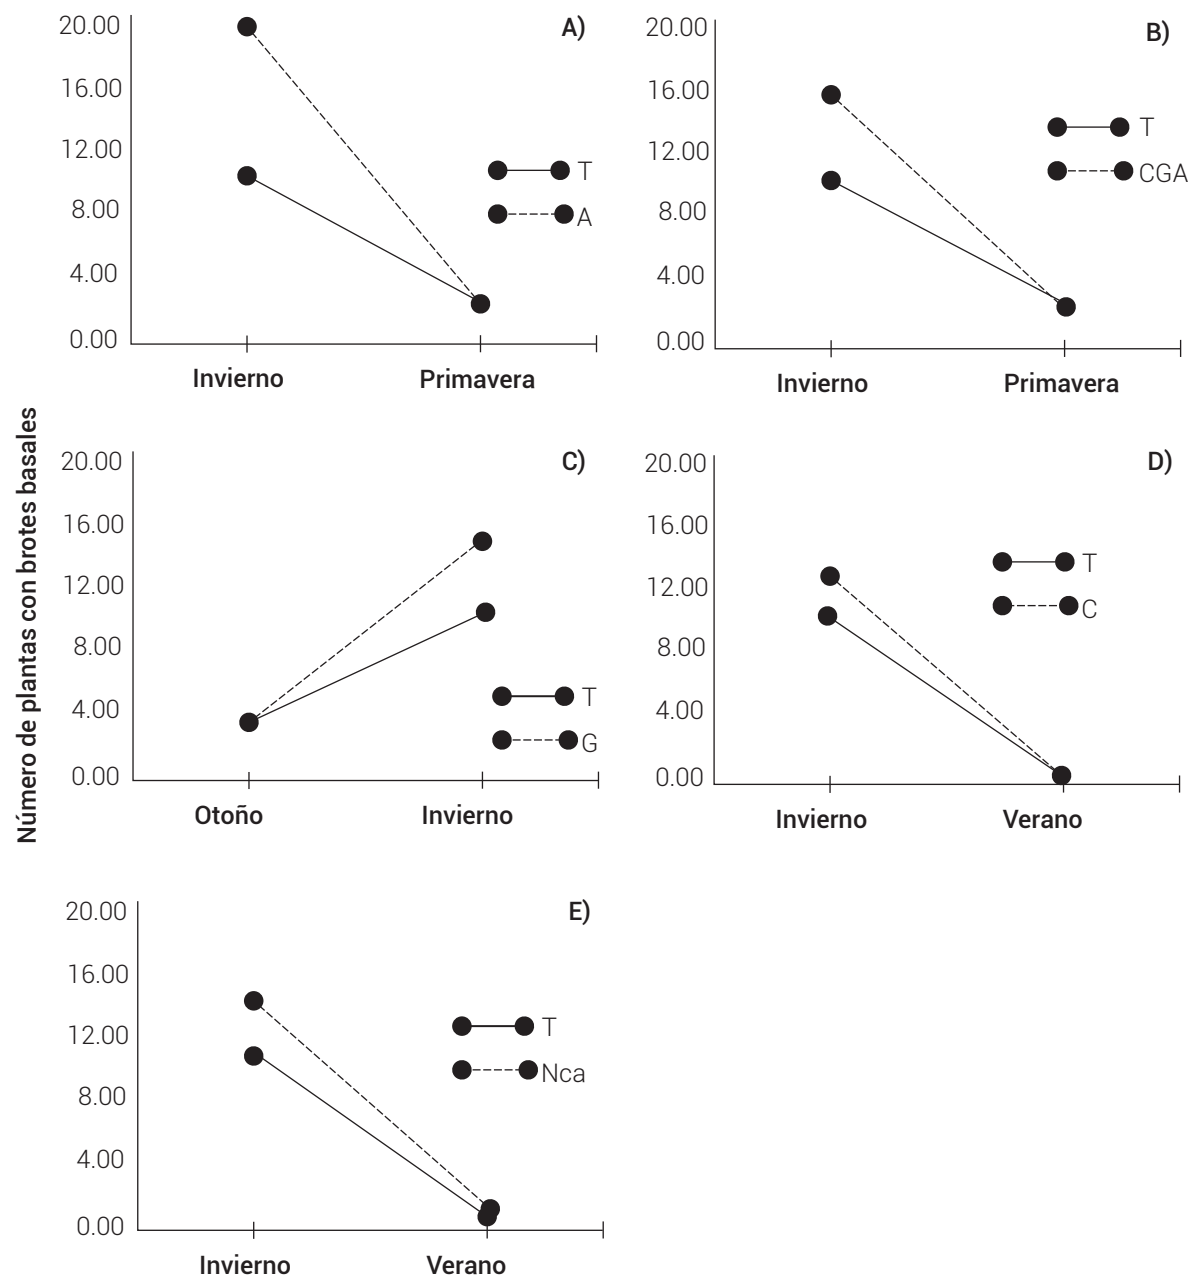 Número de plantas con brotes basales
A)
20.00
16.00
12.00
8.00
4.00
0.00
T
A
Invierno Primavera
B)
20.00
16.00
12.00
8.00
4.00
0.00
T
CGA
Invierno Primavera
C)
20.00
16.00
12.00
8.00
4.00
0.00
T
G
Otoño Invierno
D)
20.00
16.00
12.00
8.00
4.00
0.00
T
C
Invierno Verano
E)
20.00
16.00
12.00
8.00
4.00
0.00
T
Nca
Invierno Verano